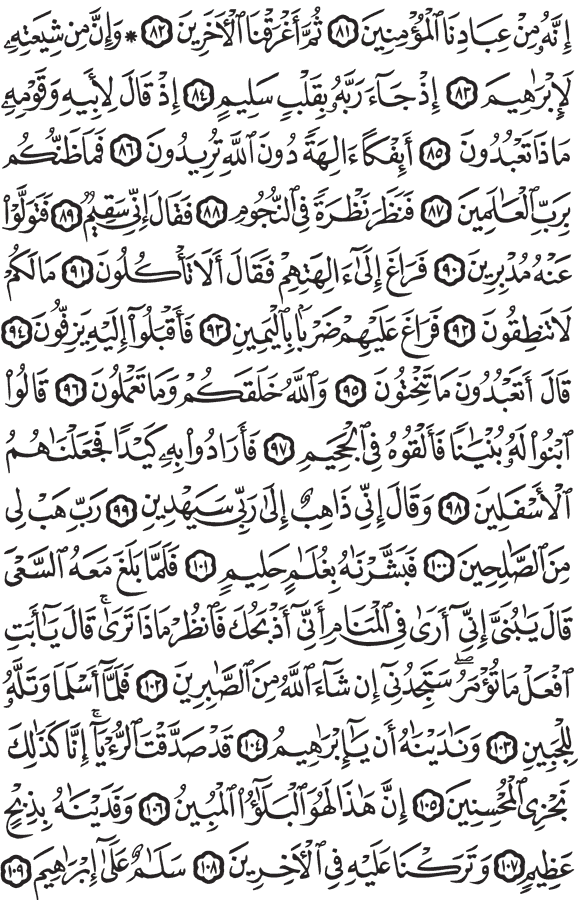 إِنَّهُۥ مِنْ عِبَادِنَا ٱلْمُؤْمِنِينَ ٨١ ثُمَّ أَغْرَقْنَا ٱلْأَخَرِينَ ٨٢ * وَإِنَّ مِن شِيعَتِهِۦ
لَإِبْرَٰهِيمَ ٨٣ إِذْ جَآءَ رَبَّهُۥ بِقَلْبٍ سَلِيمٍ ٨٤ إِذْ قَالَ لِأَبِيهِ وَقَوْمِهِۦ
مَاذَا تَعْبُدُونَ ٨٥ أَئِفْكًا ءَالِهَةً دُونَ ٱللَّهِ تُرِيدُونَ ٨٦ فَمَا ظَنُّكُم
بِرَبِّ ٱلْعَٰلَمِينَ ٨٧ فَنَظَرَ نَظْرَةً فِى ٱلنُّجُومِ ٨٨ فَقَالَ إِنِّى سَقِيمٌ ٨٩ فَتَوَلَّوْا۟
عَنْهُ مُدْبِرِينَ ٩٠ فَرَاغَ إِلَىٰٓ ءَالِهَتِهِمْ فَقَالَ أَلَا تَأْكُلُونَ ٩١ مَا لَكُمْ
لَا تَنطِقُونَ ٩٢ فَرَاغَ عَلَيْهِمْ ضَرْبًۢا بِٱلْيَمِينِ ٩٣ فَأَقْبَلُوٓا۟ إِلَيْهِ يَزِفُّونَ ٩٤
قَالَ أَتَعْبُدُونَ مَا تَنْحِتُونَ ٩٥ وَٱللَّهُ خَلَقَكُمْ وَمَا تَعْمَلُونَ ٩٦ قَالُوا۟
ٱبْنُوا۟ لَهُۥ بُنْيَٰنًا فَأَلْقُوهُ فِى ٱلْجَحِيمِ ٩٧ فَأَرَادُوا۟ بِهِۦ كَيْدًا فَجَعَلْنَٰهُمُ
ٱلْأَسْفَلِينَ ٩٨ وَقَالَ إِنِّى ذَاهِبٌ إِلَىٰ رَبِّى سَيَهْدِينِ ٩٩ رَبِّ هَبْ لِى
مِنَ ٱلصَّٰلِحِينَ ١٠٠ فَبَشَّرْنَٰهُ بِغُلَٰمٍ حَلِيمٍ ١٠١ فَلَمَّا بَلَغَ مَعَهُ ٱلسَّعْىَ
قَالَ يَٰبُنَىَّ إِنِّىٓ أَرَىٰ فِى ٱلْمَنَامِ أَنِّىٓ أَذْبَحُكَ فَٱنظُرْ مَاذَا تَرَىٰ ۚ قَالَ يَٰٓأَبَتِ
ٱفْعَلْ مَا تُؤْمَرُ ۖ سَتَجِدُنِىٓ إِن شَآءَ ٱللَّهُ مِنَ ٱلصَّٰبِرِينَ ١٠٢ فَلَمَّآ أَسْلَمَا وَتَلَّهُۥ
لِلْجَبِينِ ١٠٣ وَنَٰدَيْنَٰهُ أَن يَٰٓإِبْرَٰهِيمُ ١٠٤ قَدْ صَدَّقْتَ ٱلرُّءْيَآ ۚ إِنَّا كَذَٰلِكَ
نَجْزِى ٱلْمُحْسِنِينَ ١٠٥ إِنَّ هَٰذَا لَهُوَ ٱلْبَلَٰٓؤُا۟ ٱلْمُبِينُ ١٠٦ وَفَدَيْنَٰهُ بِذِبْحٍ
عَظِيمٍ ١٠٧ وَتَرَكْنَا عَلَيْهِ فِى ٱلْأَخِرِينَ ١٠٨ سَلَٰمٌ عَلَىٰٓ إِبْرَٰهِيمَ ١٠٩